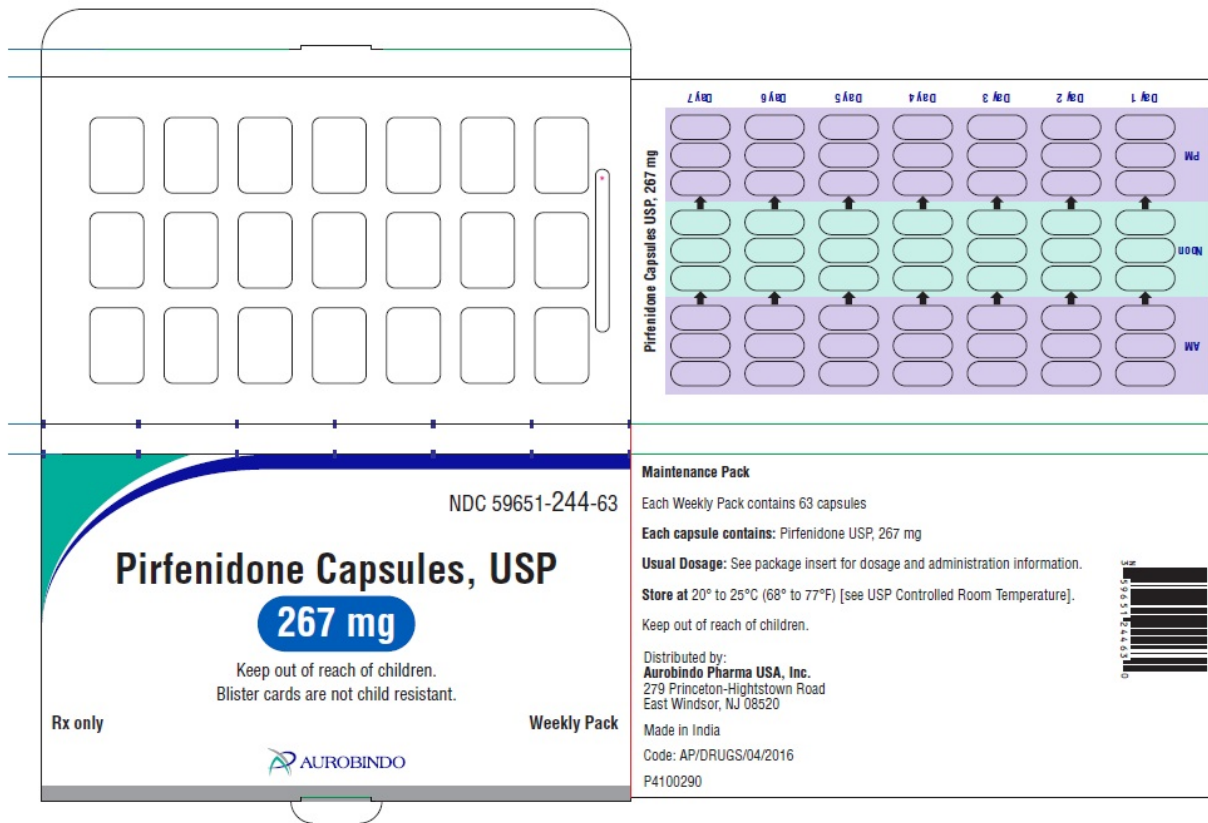 Day 7 Day 6 Day 5 Day 4 Day 3 Day 2 Day 1
PM
Noon
AM
Pirfenidone Capsules USP, 267 mg
*
NDC 59651-244-63
Pirfenidone Capsules, USP
267 mg
Keep out of reach of children.
Blister cards are not child resistant.
Rx only
Weekly Pack
AUROBINDO
Maintenance Pack
Each Weekly Pack contains 63 capsules
Each capsule contains: Pirfenidone USP, 267 mg
Usual Dosage: See package insert for dosage and administration information.
Store at 20° to 25°C (68° to 77°F) [see USP Controlled Room Temperature].
Keep out of reach of children.
Distributed by:
Aurobindo Pharma USA, Inc.
279 Princeton-Hightstown Road
East Windsor, NJ 08520
Made in India
Code: AP/DRUGS/04/2016
P4100290
N
3
59651 24463 0